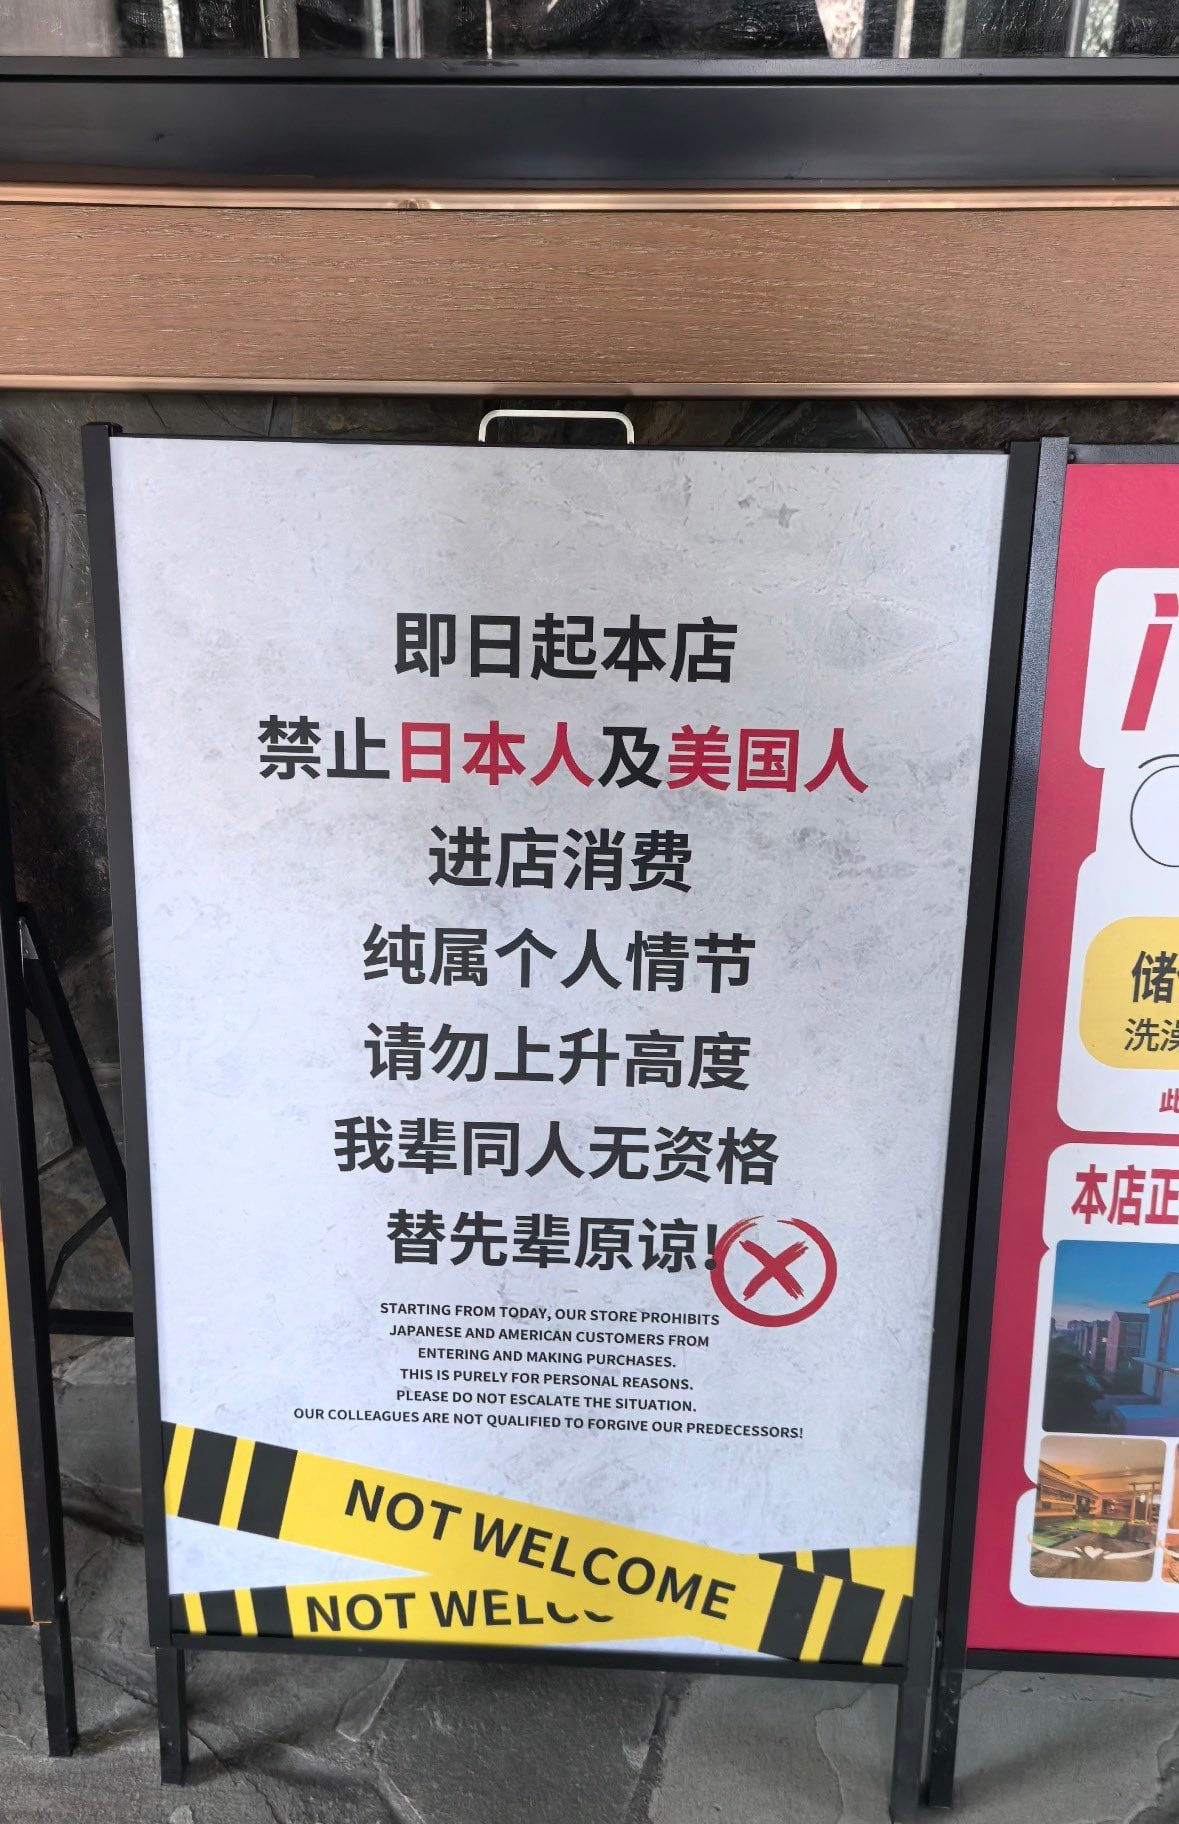 即日起本店
禁止日本人及美国人
进店消费
纯属个人情节
请勿上升高度
我辈同人无资格
替先辈原谅!
STARTING FROM TODAY, OUR STORE PROHIBITS
JAPANESE AND AMERICAN CUSTOMERS FROM
ENTERING AND MAKING PURCHASES.
THIS IS PURELY FOR PERSONAL REASONS.
PLEASE DO NOT ESCALATE THE SITUATION.
OUR COLLEAGUES ARE NOT QUALIFIED TO FORGIVE OUR PREDECESSORS!
NOT WELCOME
NOT
储
洗澡
此
本店正